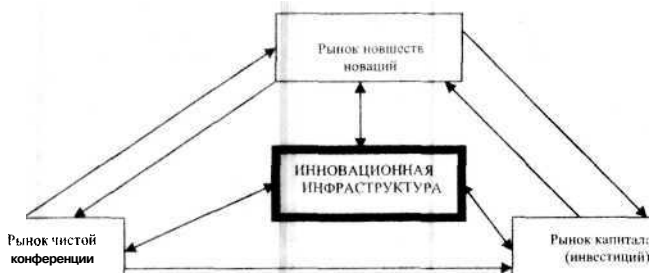 Рынок новшеств
новаций
ИННОВАЦИОННАЯ
ИНФРАСТРУКТУРА
Рынок чистой
конференции
Рынок капитала
(инвестиций)